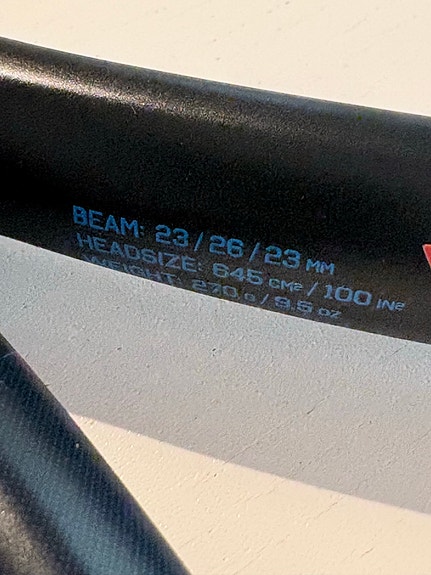 BEAM: 23 / 26 / 23 MM
HEADSIZE: 645 CM² / 100 IN²
WEIGHT: 270 G / 9.5 OZ